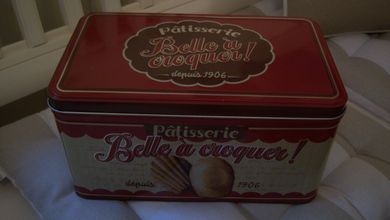 Pâtisserie
Belle à
croquer!
depuis 1906
Pâtisserie
Belle à croquer!
depuis 1906